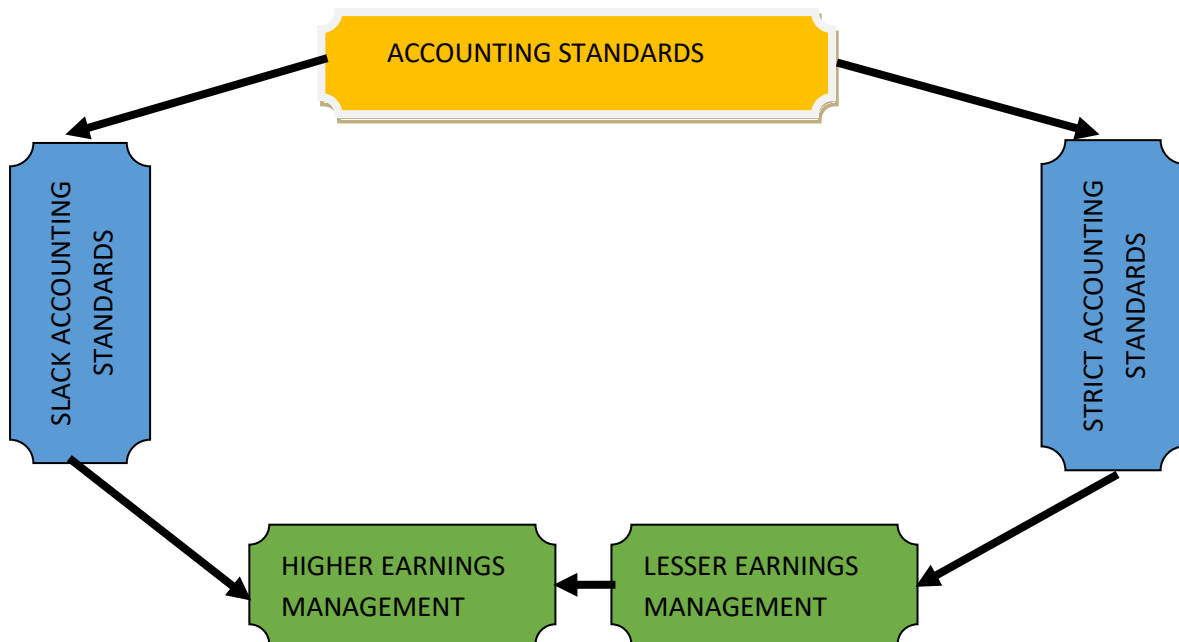 ACCOUNTING STANDARDS
SLACK ACCOUNTING
STANDARDS
STRICT ACCOUNTING
STANDARDS
HIGHER EARNINGS
MANAGEMENT
LESSER EARNINGS
MANAGEMENT